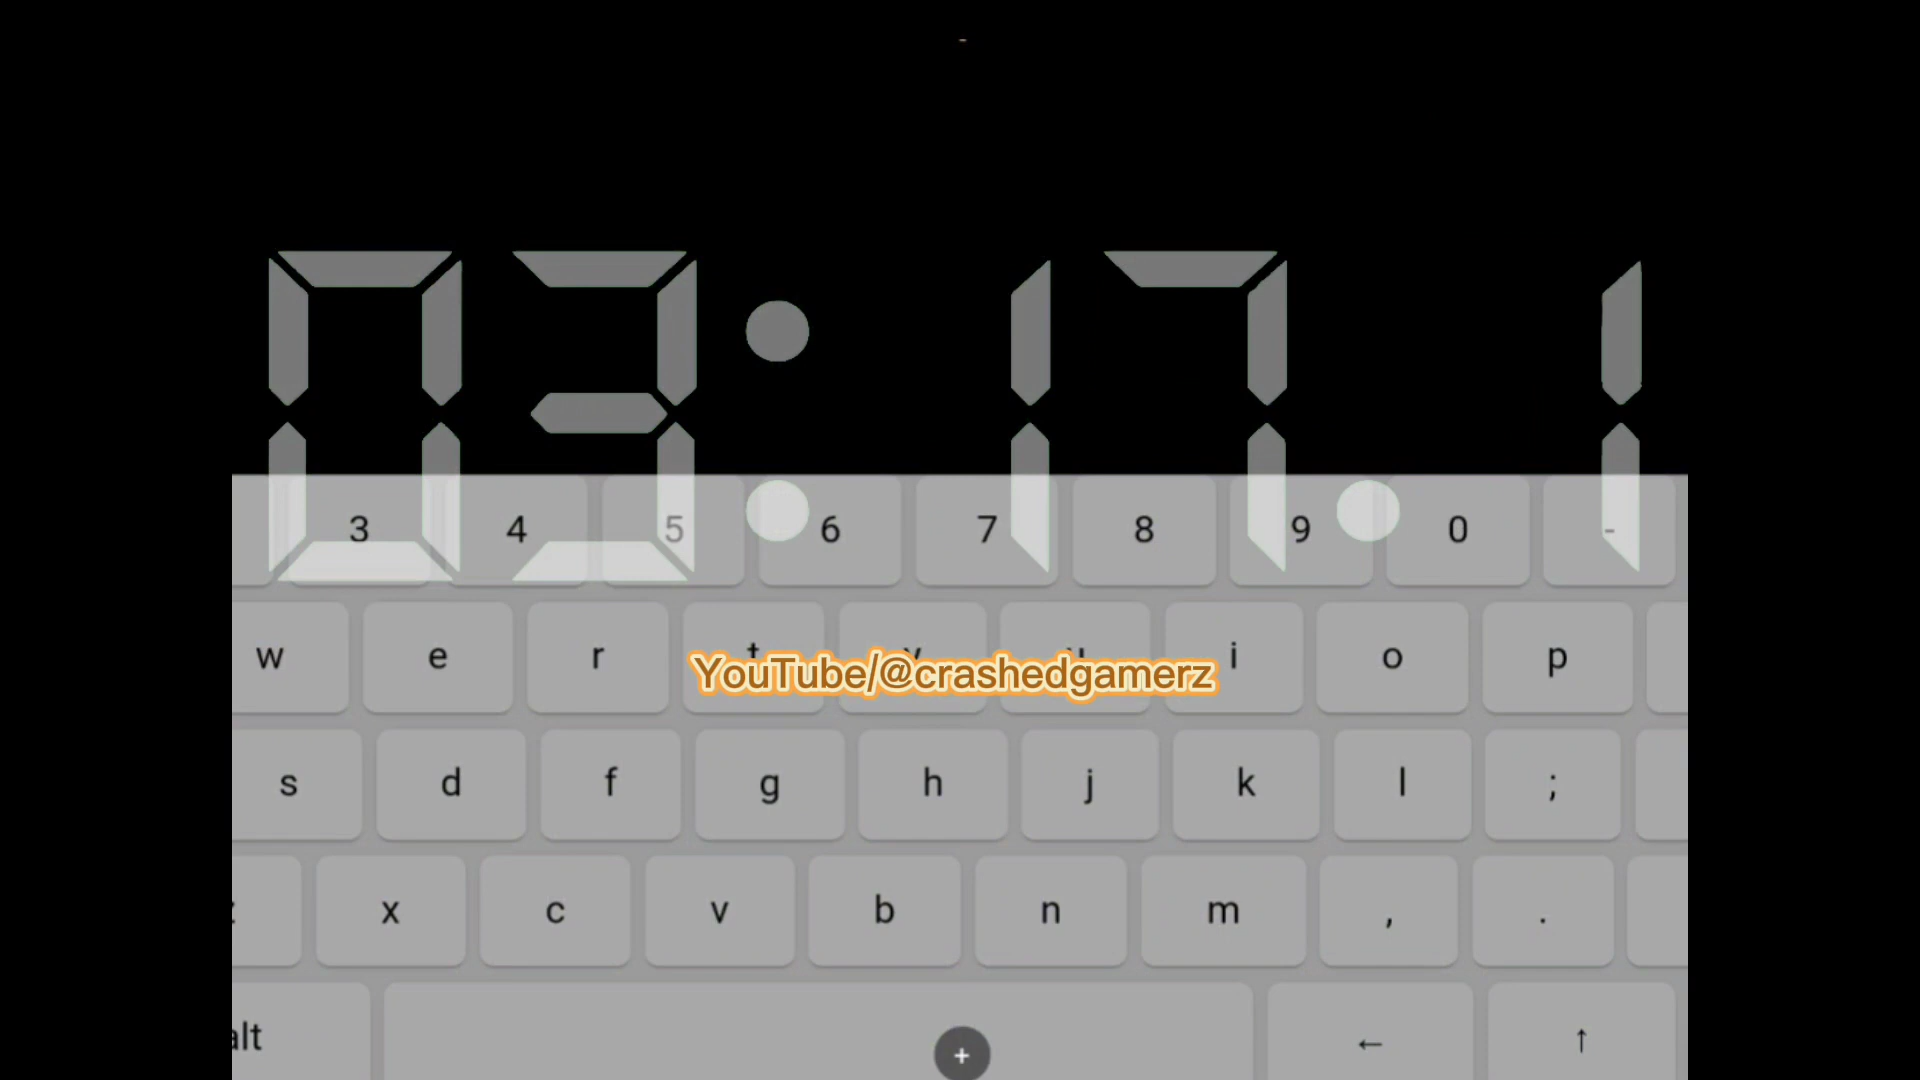 -
03:17.1
3 4 5 6 7 8 9 0 -
w e r t y u i o p
YouTube/@crashedgamerz
s d f g h j k l ;
x c v b n m , .
alt ← ↑
+